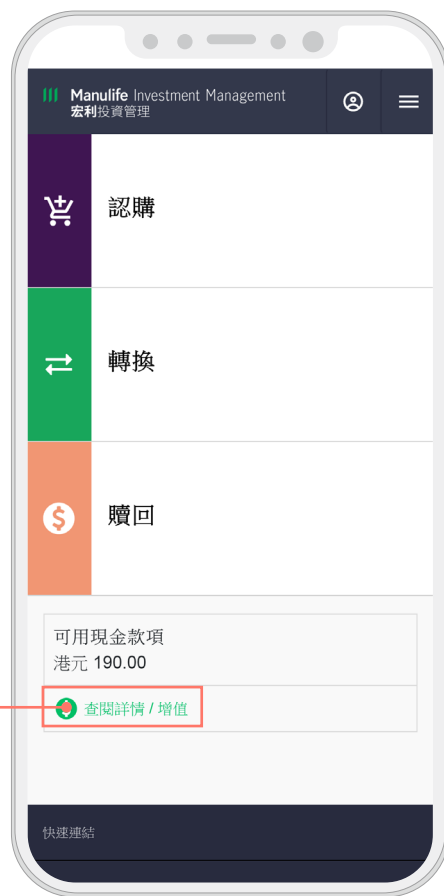 Manulife Investment Management
宏利投資管理
認購
轉換
贖回
可用現金款項
港元 190.00
查閱詳情 / 增值
快速連結